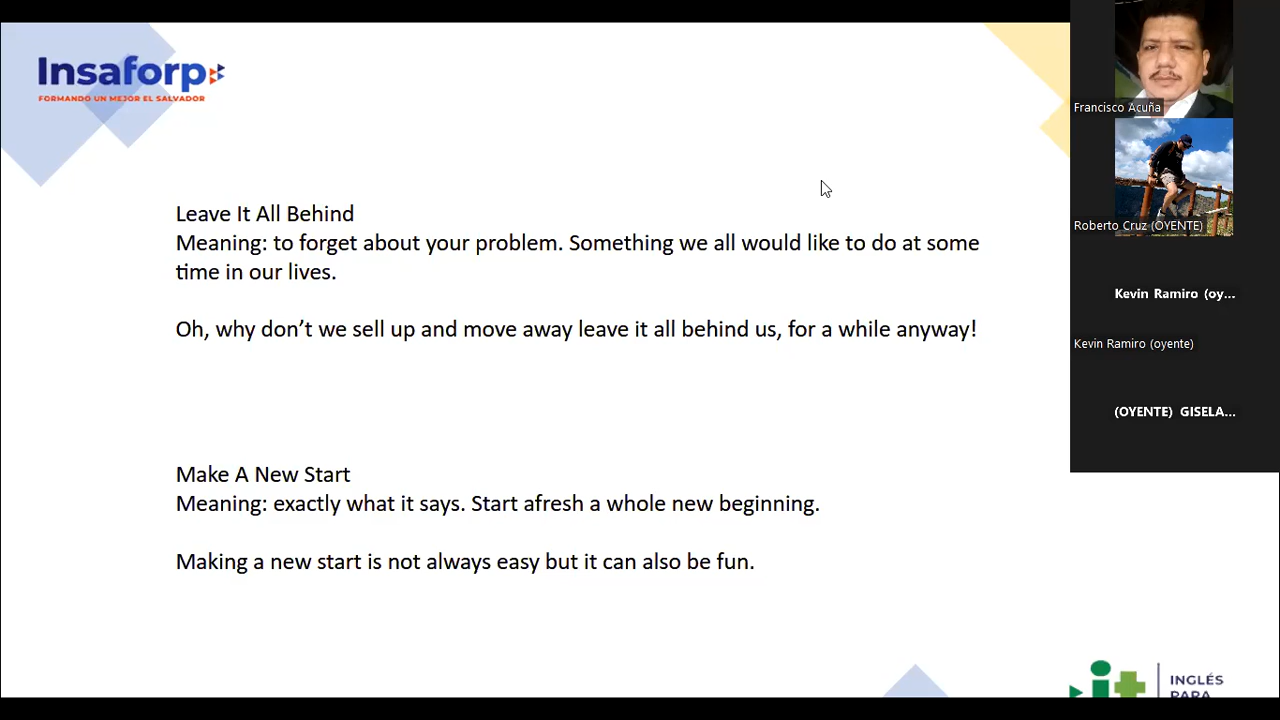 Insaforp
FORMANDO UN MEJOR EL SALVADOR
Leave It All Behind
Meaning: to forget about your problem. Something we all would like to do at some
time in our lives.
Oh, why don’t we sell up and move away leave it all behind us, for a while anyway!
Make A New Start
Meaning: exactly what it says. Start afresh a whole new beginning.
Making a new start is not always easy but it can also be fun.
Francisco Acuña
Roberto Cruz (OYENTE)
Kevin Ramiro (oy...
Kevin Ramiro (oyente)
(OYENTE) GISELA...
it+
INGLÉS
PARA